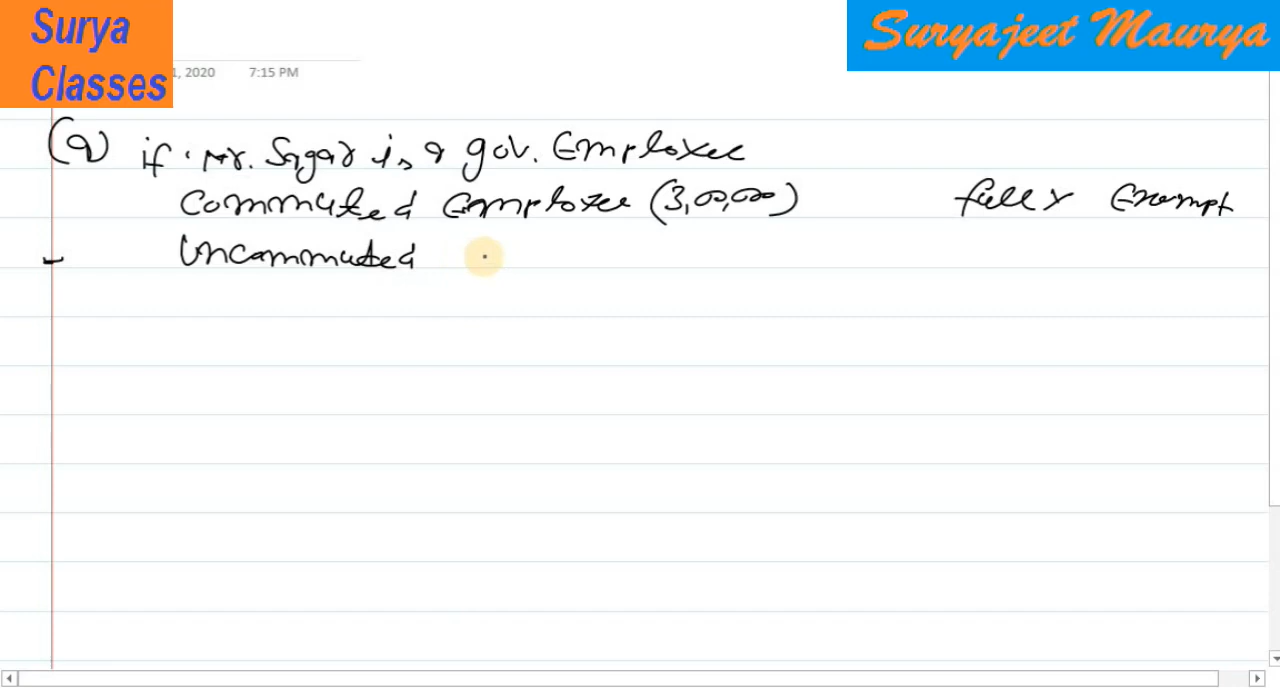 Surya
Classes
Suryajeet Maurya
1, 2020 7:15 PM
(a) if Mr. Sagar is a gov. Employee
Commuted Employee (3,00,000) fully Exempt
Uncommuted